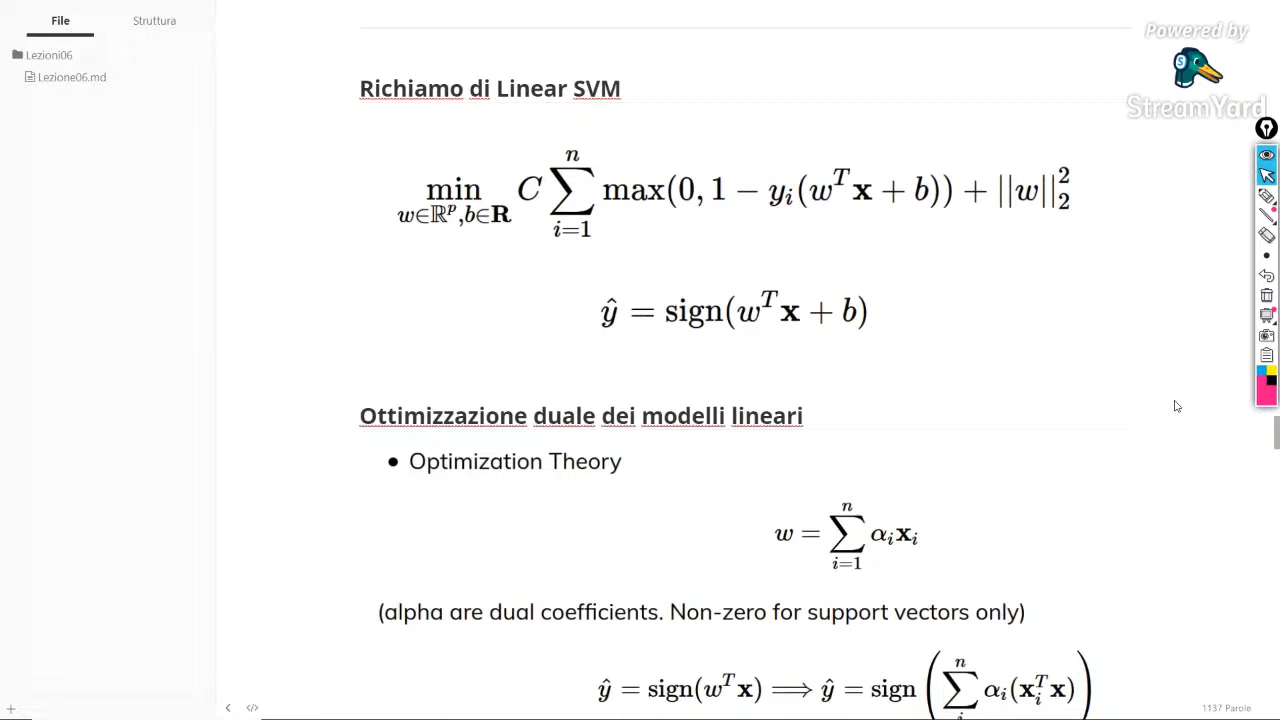 File Struttura
Powered by
StreamYard
Lezioni06
Lezione06.md
Richiamo di Linear SVM
min_{w∈ℝ^p, b∈𝐑} C ∑_{i=1}^{n} max(0, 1 − y_i(w^T 𝐱 + b)) + ||w||_2^2
ŷ = sign(w^T 𝐱 + b)
Ottimizzazione duale dei modelli lineari
• Optimization Theory
w = ∑_{i=1}^{n} α_i 𝐱_i
(alpha are dual coefficients. Non-zero for support vectors only)
ŷ = sign(w^T 𝐱) ⟹ ŷ = sign(∑_i^n α_i(𝐱_i^T 𝐱))
+ < </> 1137 Parole